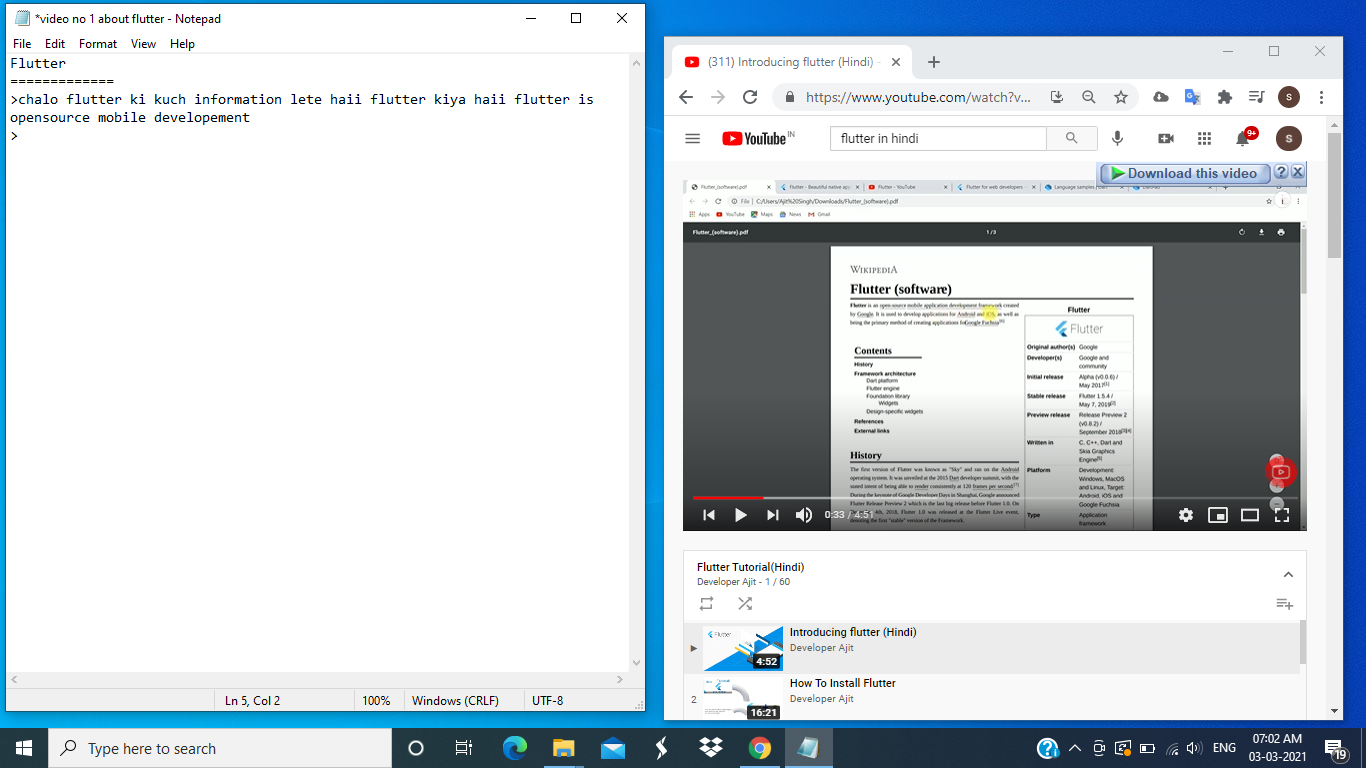 *video no 1 about flutter - Notepad
File Edit Format View Help
Flutter
=============
>chalo flutter ki kuch information lete haii flutter kiya haii flutter is
opensource mobile developement
>
Ln 5, Col 2 100% Windows (CRLF) UTF-8
(311) Introducing flutter (Hindi) -
https://www.youtube.com/watch?v...
S
YouTube IN
flutter in hindi
9+
S
Download this video ? X
Flutter_(software).pdf Flutter - Beautiful native app Flutter - YouTube Flutter for web developers - Language samples | Dart
File | C:/Users/Ajit%20Singh/Downloads/Flutter_(software).pdf
Apps YouTube Maps News Gmail
Flutter_(software).pdf 1 / 3
WIKIPEDIA
Flutter (software)
Flutter is an open-source mobile application development framework created
by Google. It is used to develop applications for Android and iOS, as well as
being the primary method of creating applications for Google Fuchsia[6]
Contents
History
Framework architecture
Dart platform
Flutter engine
Foundation library
Widgets
Design-specific widgets
References
External links
History
The first version of Flutter was known as "Sky" and ran on the Android
operating system. It was unveiled at the 2015 Dart developer summit, with the
stated intent of being able to render consistently at 120 frames per second.[7]
During the keynote of Google Developer Days in Shanghai, Google announced
Flutter Release Preview 2 which is the last big release before Flutter 1.0. On
4th, 2018, Flutter 1.0 was released at the Flutter Live event,
denoting the first "stable" version of the Framework.
Flutter
Flutter
Original author(s) Google
Developer(s) Google and
community
Initial release Alpha (v0.0.6) /
May 2017[1]
Stable release Flutter 1.5.4 /
May 7, 2019[2]
Preview release Release Preview 2
(v0.8.2) /
September 2018[3][4]
Written in C, C++, Dart and
Skia Graphics
Engine[5]
Platform Development:
Windows, MacOS
and Linux, Target:
Android, iOS and
Google Fuchsia
Type Application
framework
0:33 / 4:51
Flutter Tutorial(Hindi)
Developer Ajit - 1 / 60
Flutter
4:52
Introducing flutter (Hindi)
Developer Ajit
2
16:21
How To Install Flutter
Developer Ajit
Type here to search
ENG
07:02 AM
03-03-2021
19